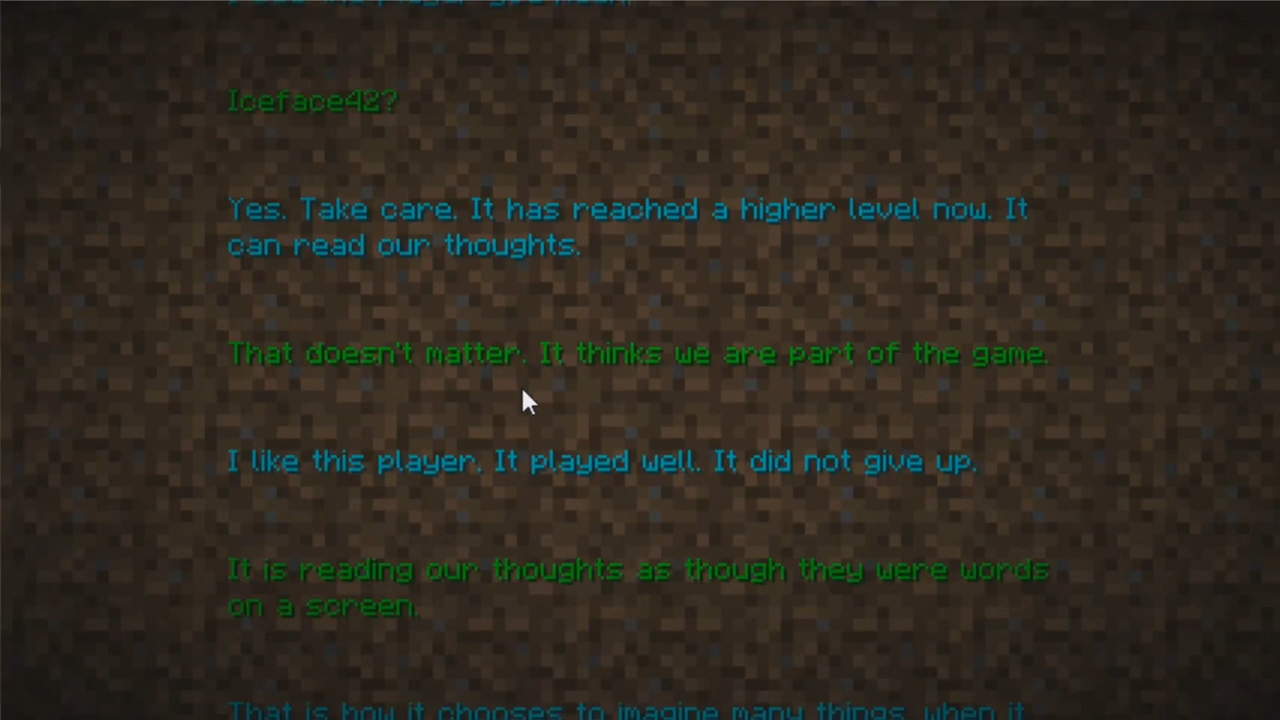 Iceface42?
Yes. Take care. It has reached a higher level now. It
can read our thoughts.
That doesn't matter. It thinks we are part of the game.
I like this player. It played well. It did not give up.
It is reading our thoughts as though they were words
on a screen.
That is how it chooses to imagine many things, when it